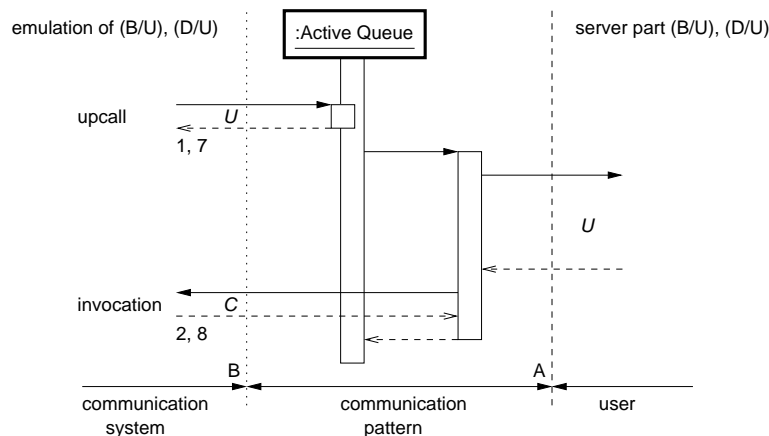 emulation of (B/U), (D/U)
:Active Queue
server part (B/U), (D/U)
upcall
U
1, 7
U
invocation
C
2, 8
B
A
communication
system
communication
pattern
user